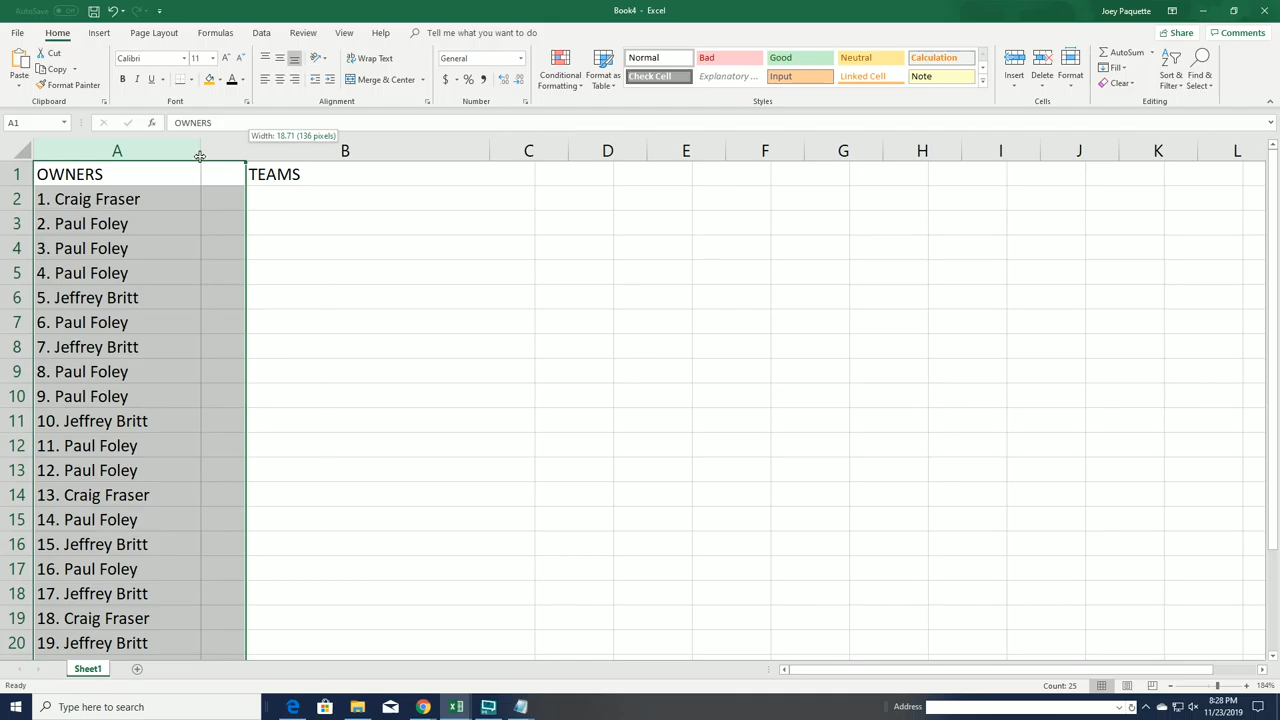 AutoSave Off
Book4 - Excel
Joey Paquette
File Home Insert Page Layout Formulas Data Review View Help Tell me what you want to do
Share Comments
Paste
Cut
Copy
Format Painter
Clipboard
Calibri 11
B I U
Font
Wrap Text
Merge & Center
Alignment
General
$ % ,
Number
Conditional Formatting
Format as Table
Normal Bad Good Neutral Calculation
Check Cell Explanatory ... Input Linked Cell Note
Styles
Insert Delete Format
Cells
AutoSum
Fill
Clear
Sort & Filter
Find & Select
Editing
A1
OWNERS
Width: 18.71 (136 pixels)
A B C D E F G H I J K L
1 OWNERS TEAMS
2 1. Craig Fraser
3 2. Paul Foley
4 3. Paul Foley
5 4. Paul Foley
6 5. Jeffrey Britt
7 6. Paul Foley
8 7. Jeffrey Britt
9 8. Paul Foley
10 9. Paul Foley
11 10. Jeffrey Britt
12 11. Paul Foley
13 12. Paul Foley
14 13. Craig Fraser
15 14. Paul Foley
16 15. Jeffrey Britt
17 16. Paul Foley
18 17. Jeffrey Britt
19 18. Craig Fraser
20 19. Jeffrey Britt
Sheet1
Ready
Count: 25
184%
Type here to search
Address
8:28 PM
11/23/2019